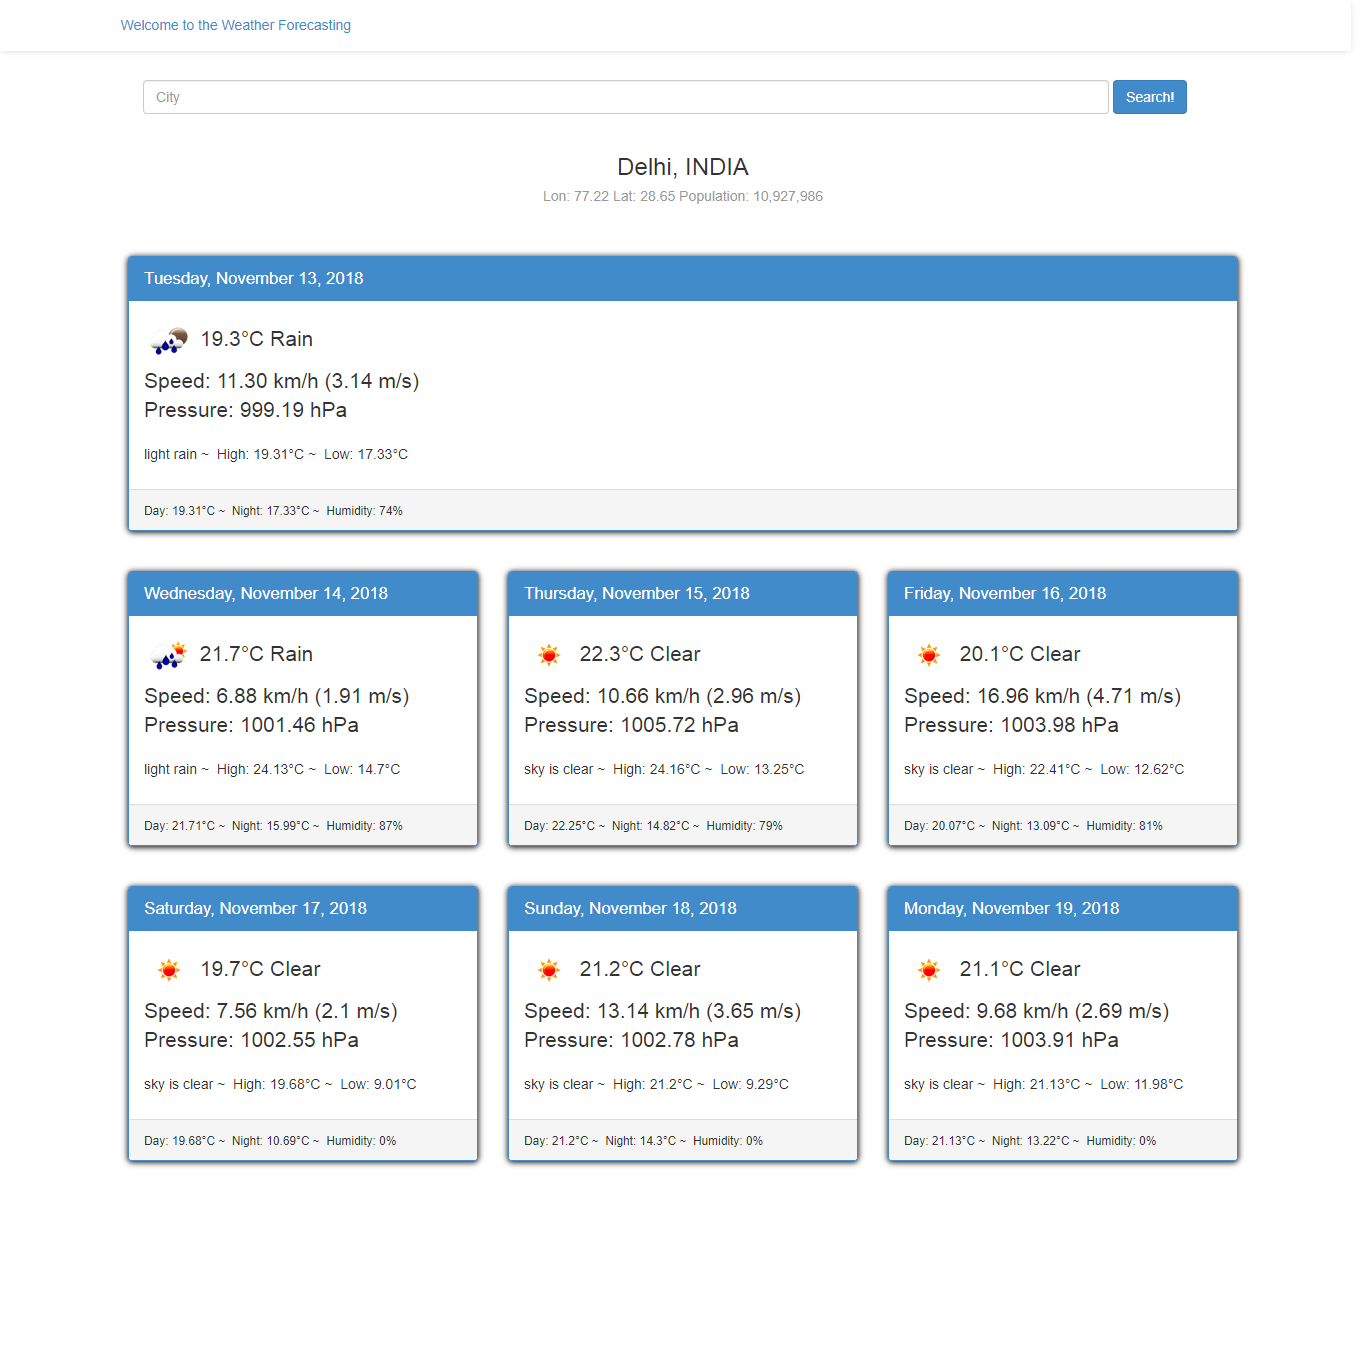 Welcome to the Weather Forecasting
City
Search!
Delhi, INDIA
Lon: 77.22 Lat: 28.65 Population: 10,927,986
Tuesday, November 13, 2018
19.3°C Rain
Speed: 11.30 km/h (3.14 m/s)
Pressure: 999.19 hPa
light rain ~ High: 19.31°C ~ Low: 17.33°C
Day: 19.31°C ~ Night: 17.33°C ~ Humidity: 74%
Wednesday, November 14, 2018
21.7°C Rain
Speed: 6.88 km/h (1.91 m/s)
Pressure: 1001.46 hPa
light rain ~ High: 24.13°C ~ Low: 14.7°C
Day: 21.71°C ~ Night: 15.99°C ~ Humidity: 87%
Thursday, November 15, 2018
22.3°C Clear
Speed: 10.66 km/h (2.96 m/s)
Pressure: 1005.72 hPa
sky is clear ~ High: 24.16°C ~ Low: 13.25°C
Day: 22.25°C ~ Night: 14.82°C ~ Humidity: 79%
Friday, November 16, 2018
20.1°C Clear
Speed: 16.96 km/h (4.71 m/s)
Pressure: 1003.98 hPa
sky is clear ~ High: 22.41°C ~ Low: 12.62°C
Day: 20.07°C ~ Night: 13.09°C ~ Humidity: 81%
Saturday, November 17, 2018
19.7°C Clear
Speed: 7.56 km/h (2.1 m/s)
Pressure: 1002.55 hPa
sky is clear ~ High: 19.68°C ~ Low: 9.01°C
Day: 19.68°C ~ Night: 10.69°C ~ Humidity: 0%
Sunday, November 18, 2018
21.2°C Clear
Speed: 13.14 km/h (3.65 m/s)
Pressure: 1002.78 hPa
sky is clear ~ High: 21.2°C ~ Low: 9.29°C
Day: 21.2°C ~ Night: 14.3°C ~ Humidity: 0%
Monday, November 19, 2018
21.1°C Clear
Speed: 9.68 km/h (2.69 m/s)
Pressure: 1003.91 hPa
sky is clear ~ High: 21.13°C ~ Low: 11.98°C
Day: 21.13°C ~ Night: 13.22°C ~ Humidity: 0%